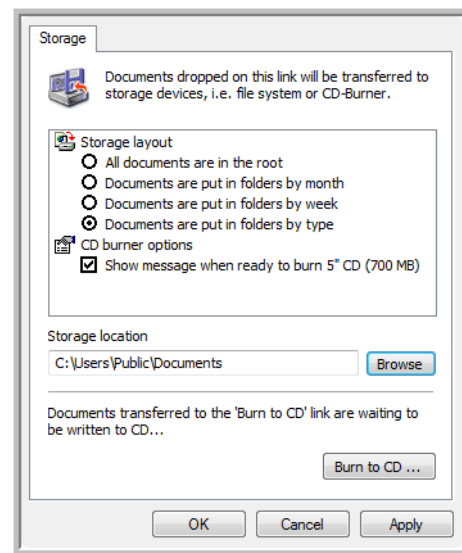 Storage
Documents dropped on this link will be transferred to
storage devices, i.e. file system or CD-Burner.
Storage layout
All documents are in the root
Documents are put in folders by month
Documents are put in folders by week
Documents are put in folders by type
CD burner options
Show message when ready to burn 5" CD (700 MB)
Storage location
C:\Users\Public\Documents
Browse
Documents transferred to the 'Burn to CD' link are waiting to
be written to CD...
Burn to CD ...
OK Cancel Apply